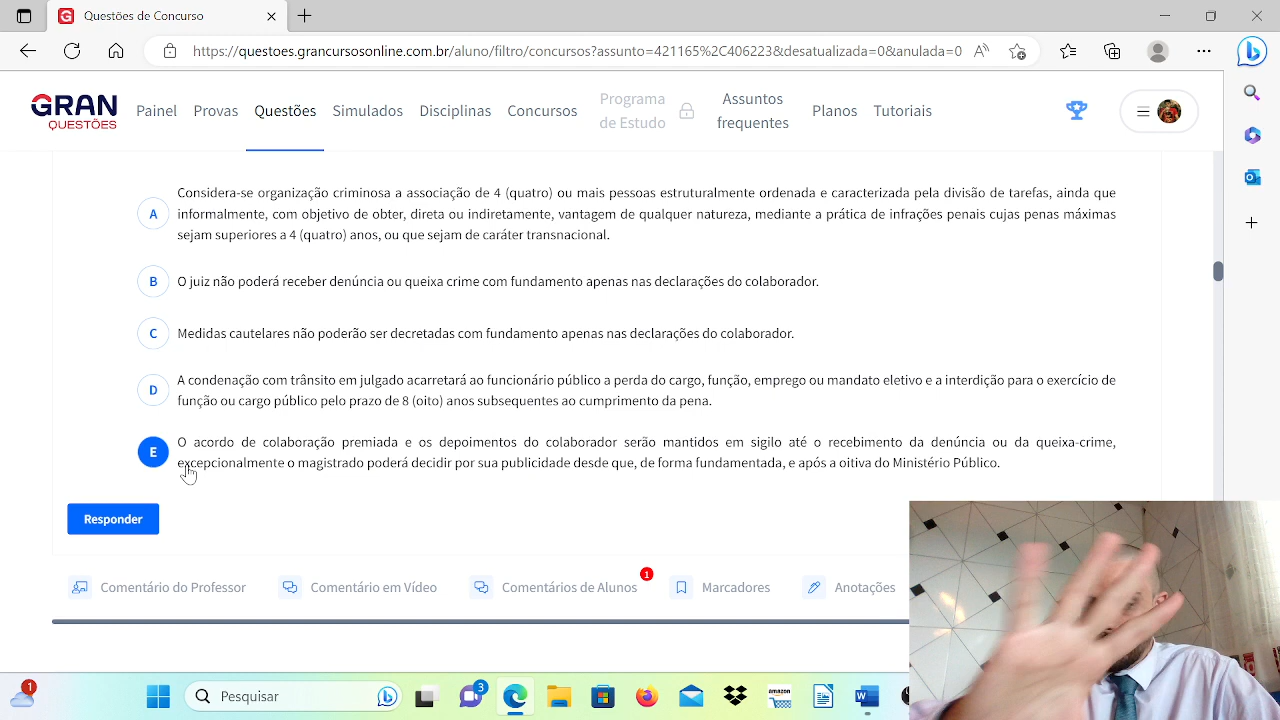 Questões de Concurso
https://questoes.grancursosonline.com.br/aluno/filtro/concursos?assunto=421165%2C406223&desatualizada=0&anulada=0
GRAN
QUESTÕES
Painel Provas Questões Simulados Disciplinas Concursos Programa de Estudo Assuntos frequentes Planos Tutoriais
A
Considera-se organização criminosa a associação de 4 (quatro) ou mais pessoas estruturalmente ordenada e caracterizada pela divisão de tarefas, ainda que
informalmente, com objetivo de obter, direta ou indiretamente, vantagem de qualquer natureza, mediante a prática de infrações penais cujas penas máximas
sejam superiores a 4 (quatro) anos, ou que sejam de caráter transnacional.
B O juiz não poderá receber denúncia ou queixa crime com fundamento apenas nas declarações do colaborador.
C Medidas cautelares não poderão ser decretadas com fundamento apenas nas declarações do colaborador.
D
A condenação com trânsito em julgado acarretará ao funcionário público a perda do cargo, função, emprego ou mandato eletivo e a interdição para o exercício de
função ou cargo público pelo prazo de 8 (oito) anos subsequentes ao cumprimento da pena.
E
O acordo de colaboração premiada e os depoimentos do colaborador serão mantidos em sigilo até o recebimento da denúncia ou da queixa-crime,
excepcionalmente o magistrado poderá decidir por sua publicidade desde que, de forma fundamentada, e após a oitiva do Ministério Público.
Responder
Comentário do Professor Comentário em Vídeo Comentários de Alunos 1 Marcadores Anotações
1 Pesquisar 3 amazon